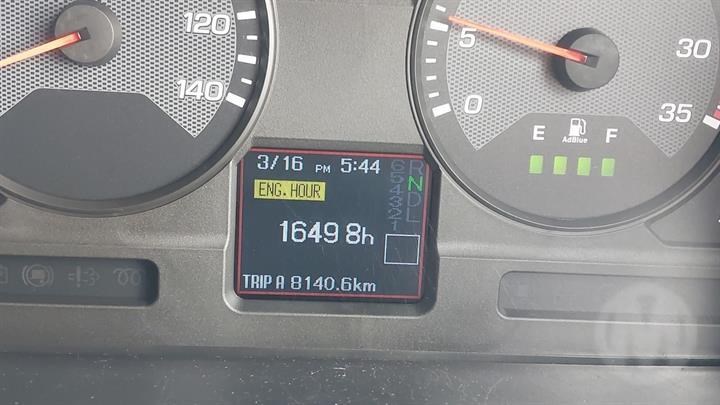 120
140
5
0
30
35
E F
AdBlue
3/16 PM 5:44
ENG. HOUR
1649 8h
TRIP A 8140.6km
6
5
4
3
2
1
R
N
D
L